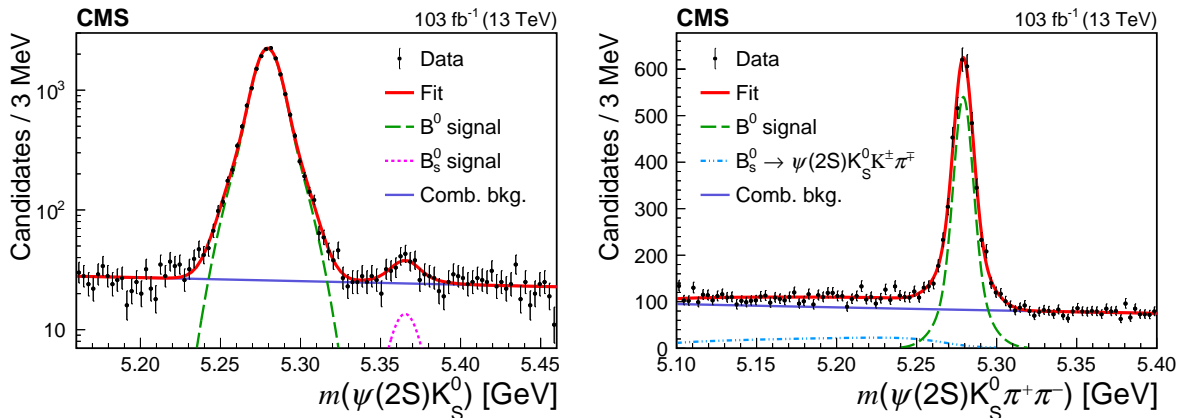 CMS 103 fb⁻¹ (13 TeV)
Candidates / 3 MeV
10³
10²
10
Data
Fit
B⁰ signal
B⁰ₛ signal
Comb. bkg.
5.20 5.25 5.30 5.35 5.40 5.45
m(ψ(2S)K⁰_S) [GeV]
CMS 103 fb⁻¹ (13 TeV)
Candidates / 3 MeV
600
500
400
300
200
100
0
Data
Fit
B⁰ signal
B⁰ₛ → ψ(2S)K⁰_S K±π∓
Comb. bkg.
5.10 5.15 5.20 5.25 5.30 5.35 5.40
m(ψ(2S)K⁰_S π⁺π⁻) [GeV]